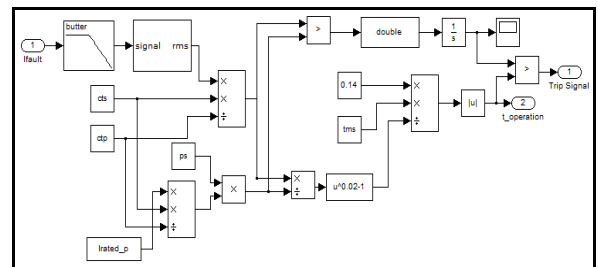 butter
1
Ifault
signal rms
>
double
1
s
cts
×
×
÷
0.14
×
×
÷
>
1
Trip Signal
ctp
tms
|u|
2
t_operation
ps
×
×
÷
×
×
÷
u^0.02-1
Irated_p